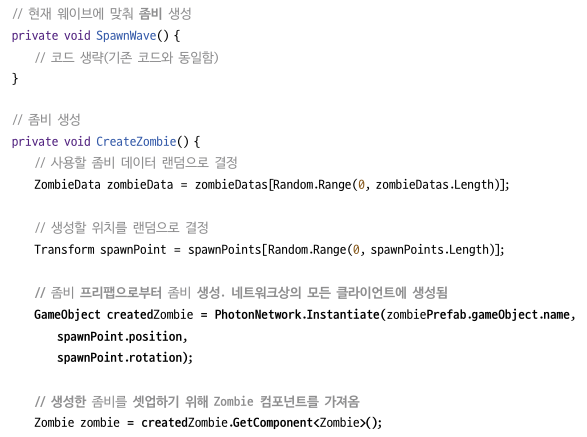 // 현재 웨이브에 맞춰 좀비 생성
private void SpawnWave() {
// 코드 생략(기존 코드와 동일함)
}
// 좀비 생성
private void CreateZombie() {
// 사용할 좀비 데이터 랜덤으로 결정
ZombieData zombieData = zombieDatas[Random.Range(0, zombieDatas.Length)];
// 생성할 위치를 랜덤으로 결정
Transform spawnPoint = spawnPoints[Random.Range(0, spawnPoints.Length)];
// 좀비 프리팹으로부터 좀비 생성. 네트워크상의 모든 클라이언트에 생성됨
GameObject createdZombie = PhotonNetwork.Instantiate(zombiePrefab.gameObject.name,
spawnPoint.position,
spawnPoint.rotation);
// 생성한 좀비를 셋업하기 위해 Zombie 컴포넌트를 가져옴
Zombie zombie = createdZombie.GetComponent<Zombie>();